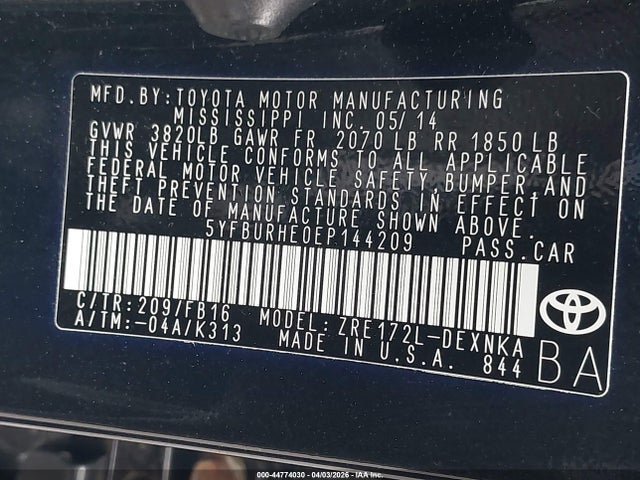 MFD.BY:TOYOTA MOTOR MANUFACTURING
MISSISSIPPI INC. 05/14
GVWR 3820LB GAWR FR 2070 LB RR 1850 LB
THIS VEHICLE CONFORMS TO ALL APPLICABLE
FEDERAL MOTOR VEHICLE SAFETY,BUMPER,AND
THEFT PREVENTION STANDARDS IN EFFECT ON
THE DATE OF MANUFACTURE SHOWN ABOVE.
5YFBURHE0EP144209 PASS.CAR
C/TR:209/FB16 MODEL:ZRE172L-DEXNKA
A/TM:-04A/K313 MADE IN U.S.A. 844
BA
000-44774030 - 04/03/2026 - IAA Inc.